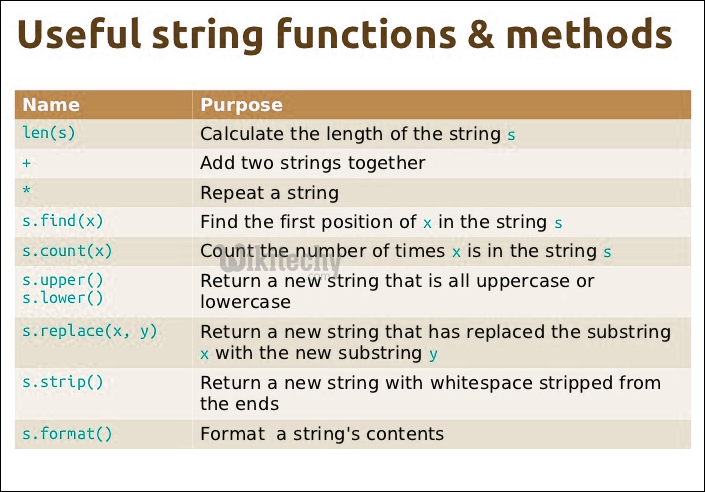 Useful string functions & methods
Name Purpose
len(s) Calculate the length of the string s
+ Add two strings together
* Repeat a string
s.find(x) Find the first position of x in the string s
s.count(x) Count the number of times x is in the string s
Wikitechy
.com
s.upper() Return a new string that is all uppercase or
s.lower() lowercase
s.replace(x, y) Return a new string that has replaced the substring
x with the new substring y
s.strip() Return a new string with whitespace stripped from
the ends
s.format() Format a string's contents